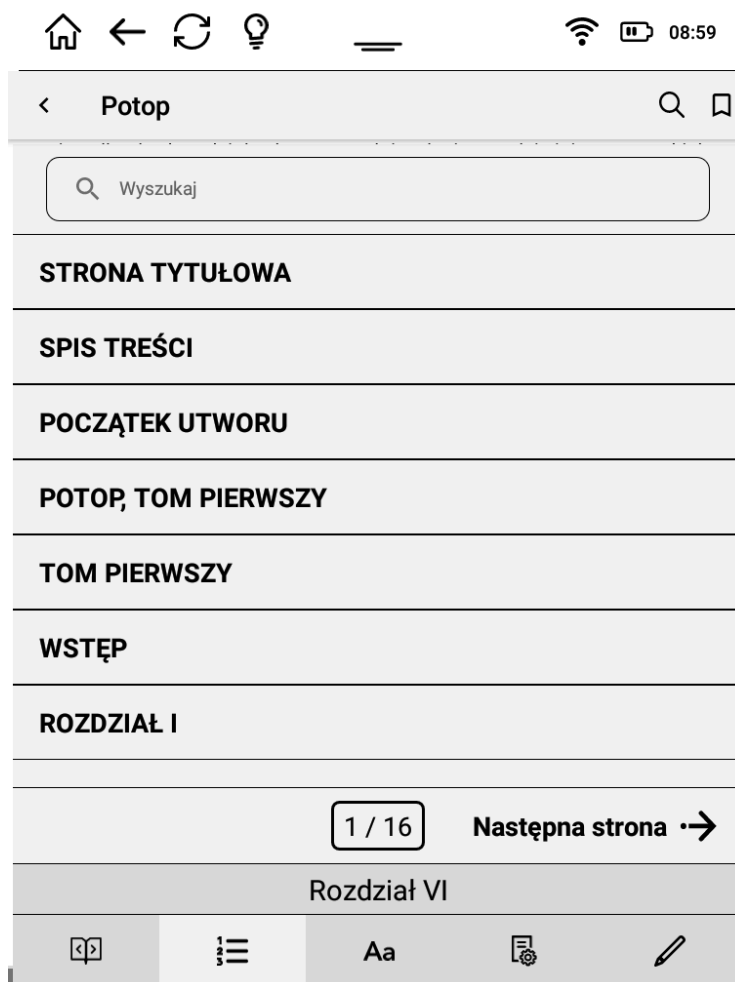 08:59
Potop
Wyszukaj
STRONA TYTUŁOWA
SPIS TREŚCI
POCZĄTEK UTWORU
POTOP, TOM PIERWSZY
TOM PIERWSZY
WSTĘP
ROZDZIAŁ I
1 / 16 Następna strona
Rozdział VI
Aa